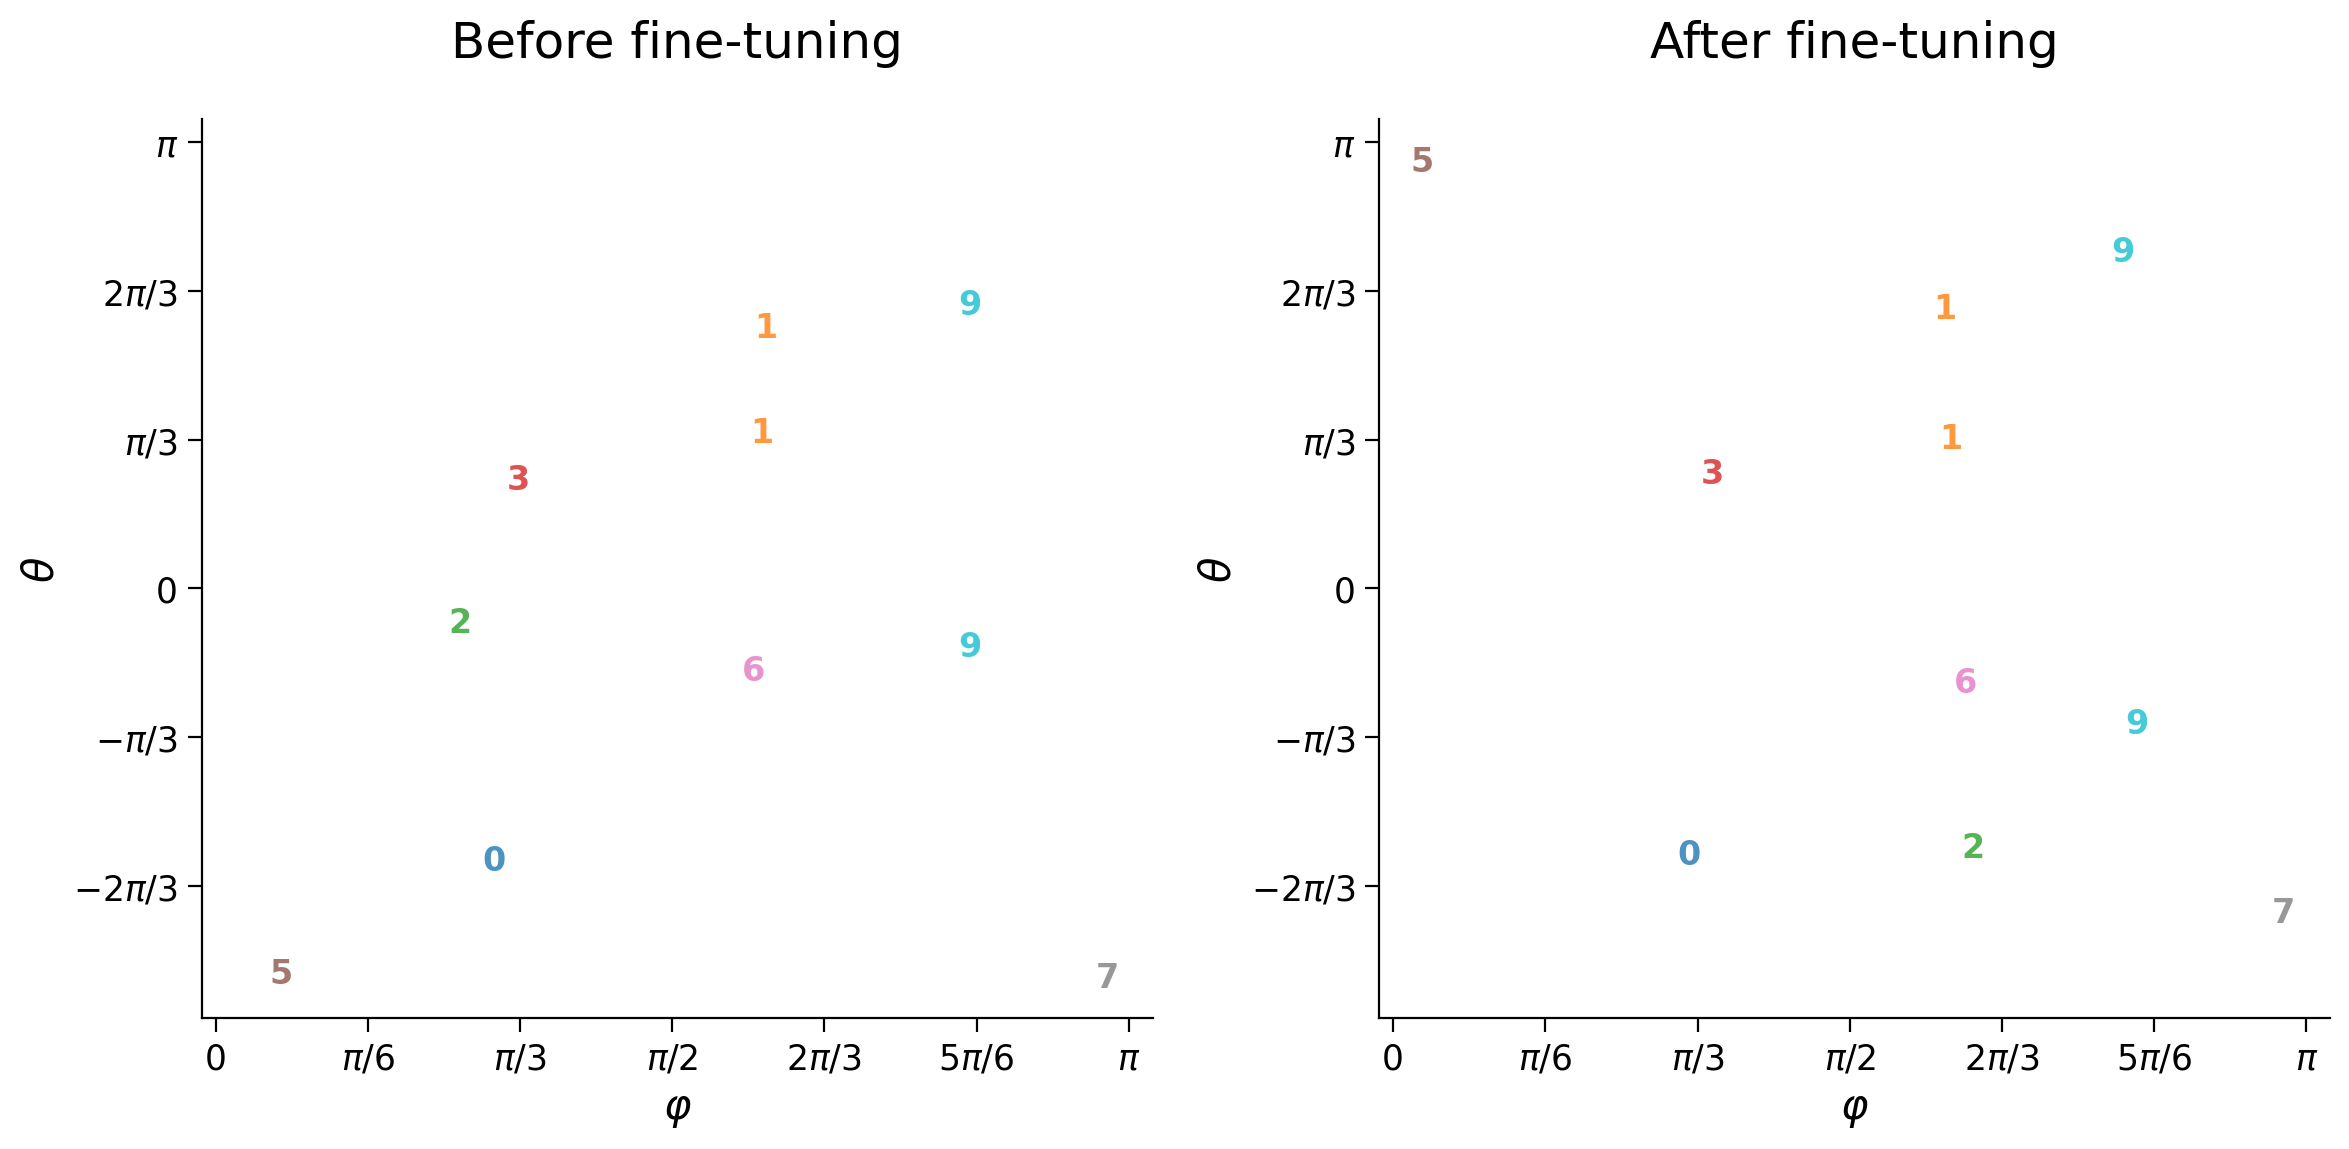 Before fine-tuning
π
2π/3
π/3
0
−π/3
−2π/3
θ
9
1
1
3
2
9
6
0
5
7
0 π/6 π/3 π/2 2π/3 5π/6 π
φ
After fine-tuning
π
2π/3
π/3
0
−π/3
−2π/3
θ
5
9
1
1
3
6
9
2
0
7
0 π/6 π/3 π/2 2π/3 5π/6 π
φ